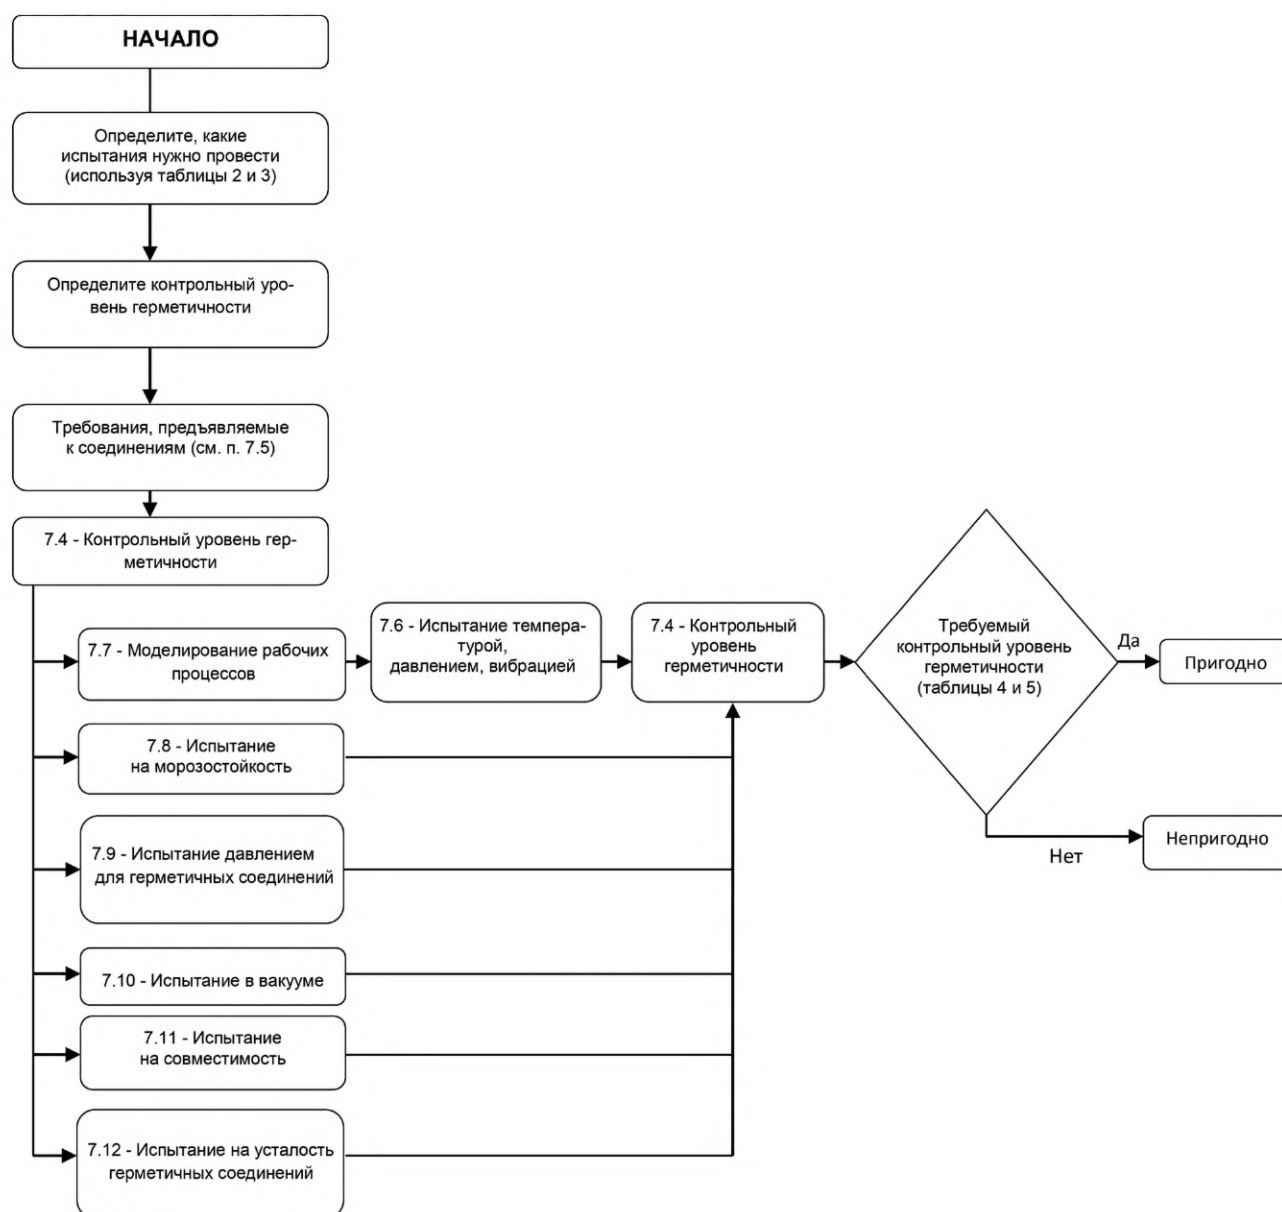 НАЧАЛО
Определите, какие
испытания нужно провести
(используя таблицы 2 и 3)
Определите контрольный уро-
вень герметичности
Требования, предъявляемые
к соединениям (см. п. 7.5)
7.4 - Контрольный уровень гер-
метичности
7.7 - Моделирование рабочих
процессов
7.6 - Испытание температу-
рой,
давлением, вибрацией
7.4 - Контрольный
уровень
герметичности
Требуемый
контрольный уровень
герметичности
(таблицы 4 и 5)
Да
Пригодно
Нет
Непригодно
7.8 - Испытание
на морозостойкость
7.9 - Испытание давлением
для герметичных соединений
7.10 - Испытание в вакууме
7.11 - Испытание
на совместимость
7.12 - Испытание на усталость
герметичных соединений